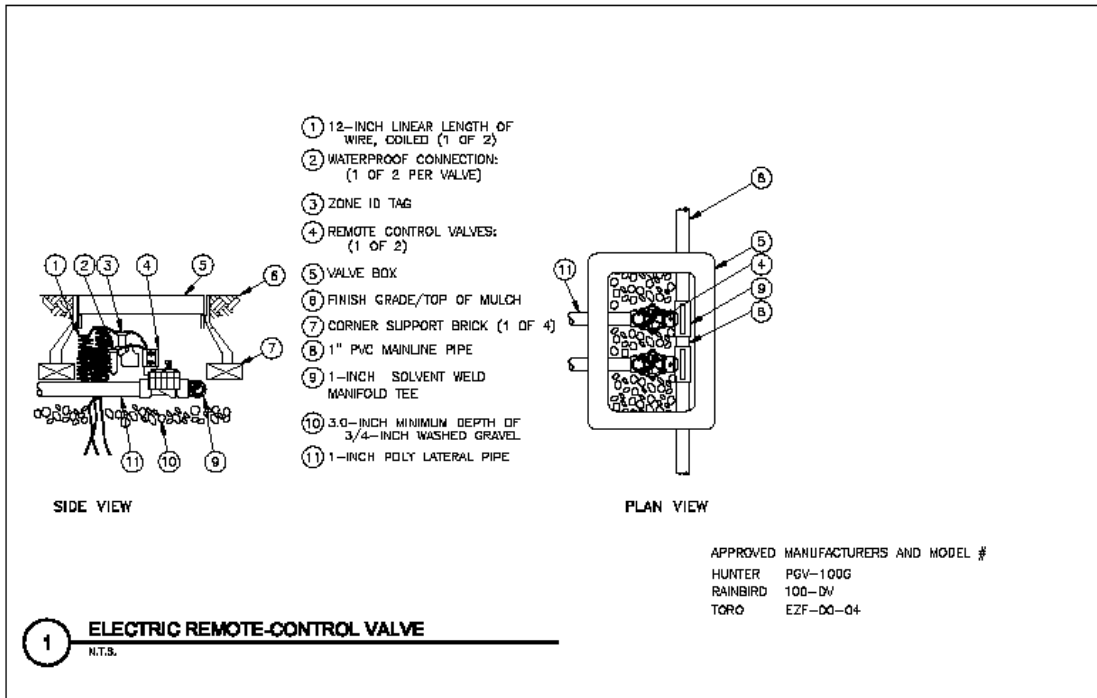 1 12-INCH LINEAR LENGTH OF
WIRE, COILED (1 OF 2)
2 WATERPROOF CONNECTION:
(1 OF 2 PER VALVE)
3 ZONE ID TAG
4 REMOTE CONTROL VALVES:
(1 OF 2)
5 VALVE BOX
6 FINISH GRADE/TOP OF MULCH
7 CORNER SUPPORT BRICK (1 OF 4)
8 1" PVC MAINLINE PIPE
9 1-INCH SOLVENT WELD
MANIFOLD TEE
10 3.0-INCH MINIMUM DEPTH OF
3/4-INCH WASHED GRAVEL
11 1-INCH POLY LATERAL PIPE
1 2 3 4 5 6
7
11 10 9
SIDE VIEW
8
5
11 4
9
8
PLAN VIEW
APPROVED MANUFACTURERS AND MODEL #
HUNTER PGV-100G
RAINBIRD 100-DV
TORO EZF-00-04
1 ELECTRIC REMOTE-CONTROL VALVE
N.T.S.